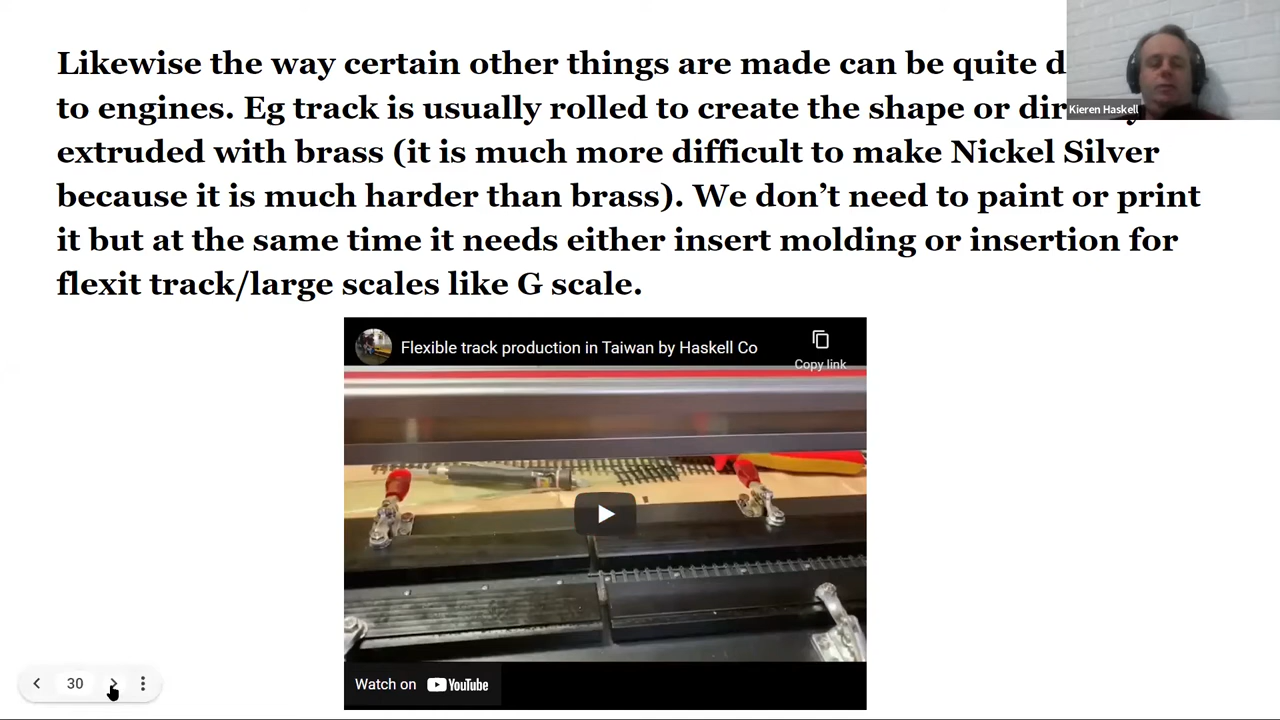 Likewise the way certain other things are made can be quite
to engines. Eg track is usually rolled to create the shape or
extruded with brass (it is much more difficult to make Nickel Silver
because it is much harder than brass). We don’t need to paint or print
it but at the same time it needs either insert molding or insertion for
flexit track/large scales like G scale.
Kieren Haskell
Flexible track production in Taiwan by Haskell Co
Copy link
Watch on YouTube
30